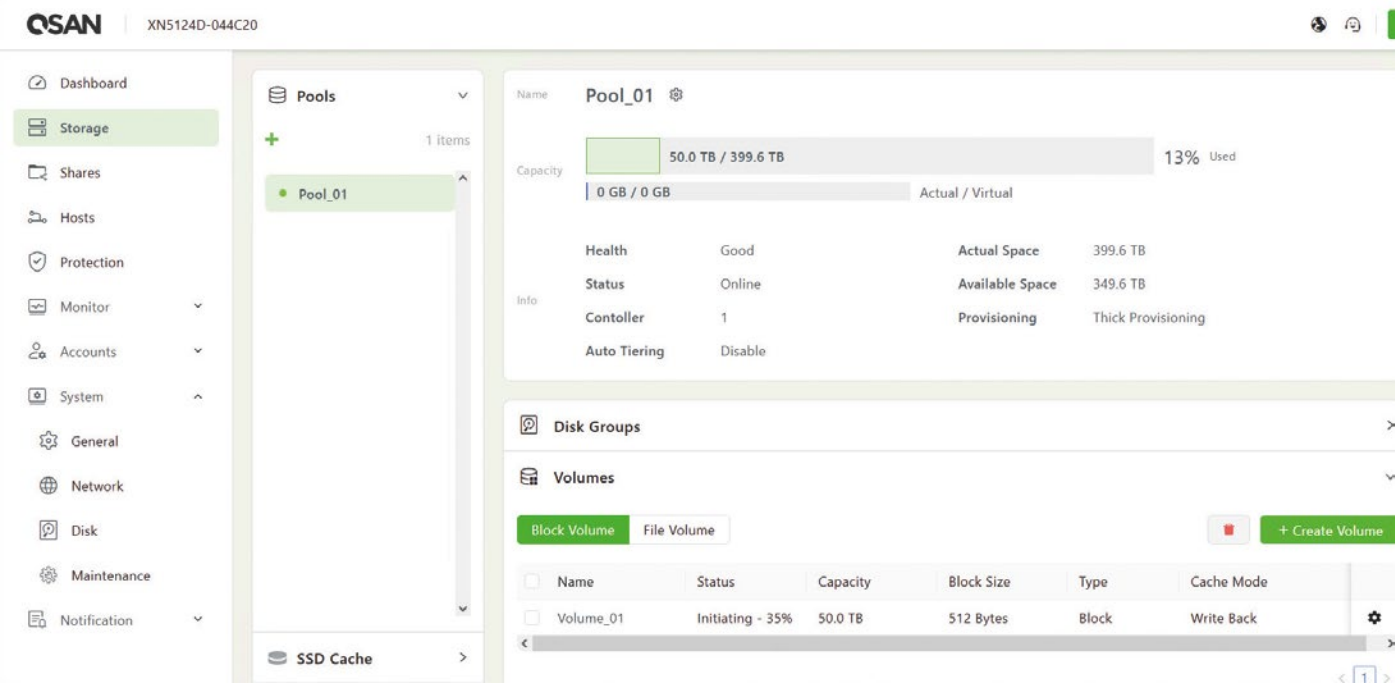 QSAN XN5124D-044C20
Dashboard
Storage
Shares
Hosts
Protection
Monitor
Accounts
System
General
Network
Disk
Maintenance
Notification
Pools
1 items
Pool_01
SSD Cache
Name Pool_01
Capacity 50.0 TB / 399.6 TB 13% Used
0 GB / 0 GB Actual / Virtual
Info
Health Good Actual Space 399.6 TB
Status Online Available Space 349.6 TB
Contoller 1 Provisioning Thick Provisioning
Auto Tiering Disable
Disk Groups
Volumes
Block Volume File Volume + Create Volume
Name Status Capacity Block Size Type Cache Mode
Volume_01 Initiating - 35% 50.0 TB 512 Bytes Block Write Back
< 1 >